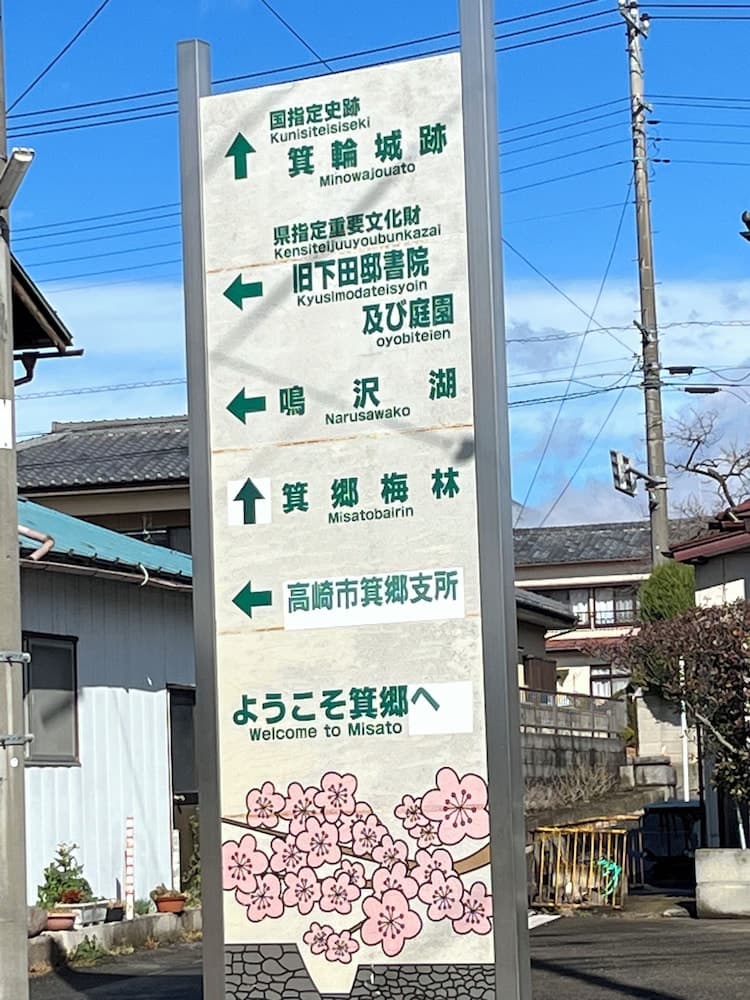 国指定史跡
Kunisiteisiseki
箕輪城跡
Minowajouato
県指定重要文化財
Kensiteijuuyoubunkazai
旧下田邸書院
Kyusimodateisyoin
及び庭園
oyobiteien
鳴沢湖
Narusawako
箕郷梅林
Misatobairin
高崎市箕郷支所
ようこそ箕郷へ
Welcome to Misato